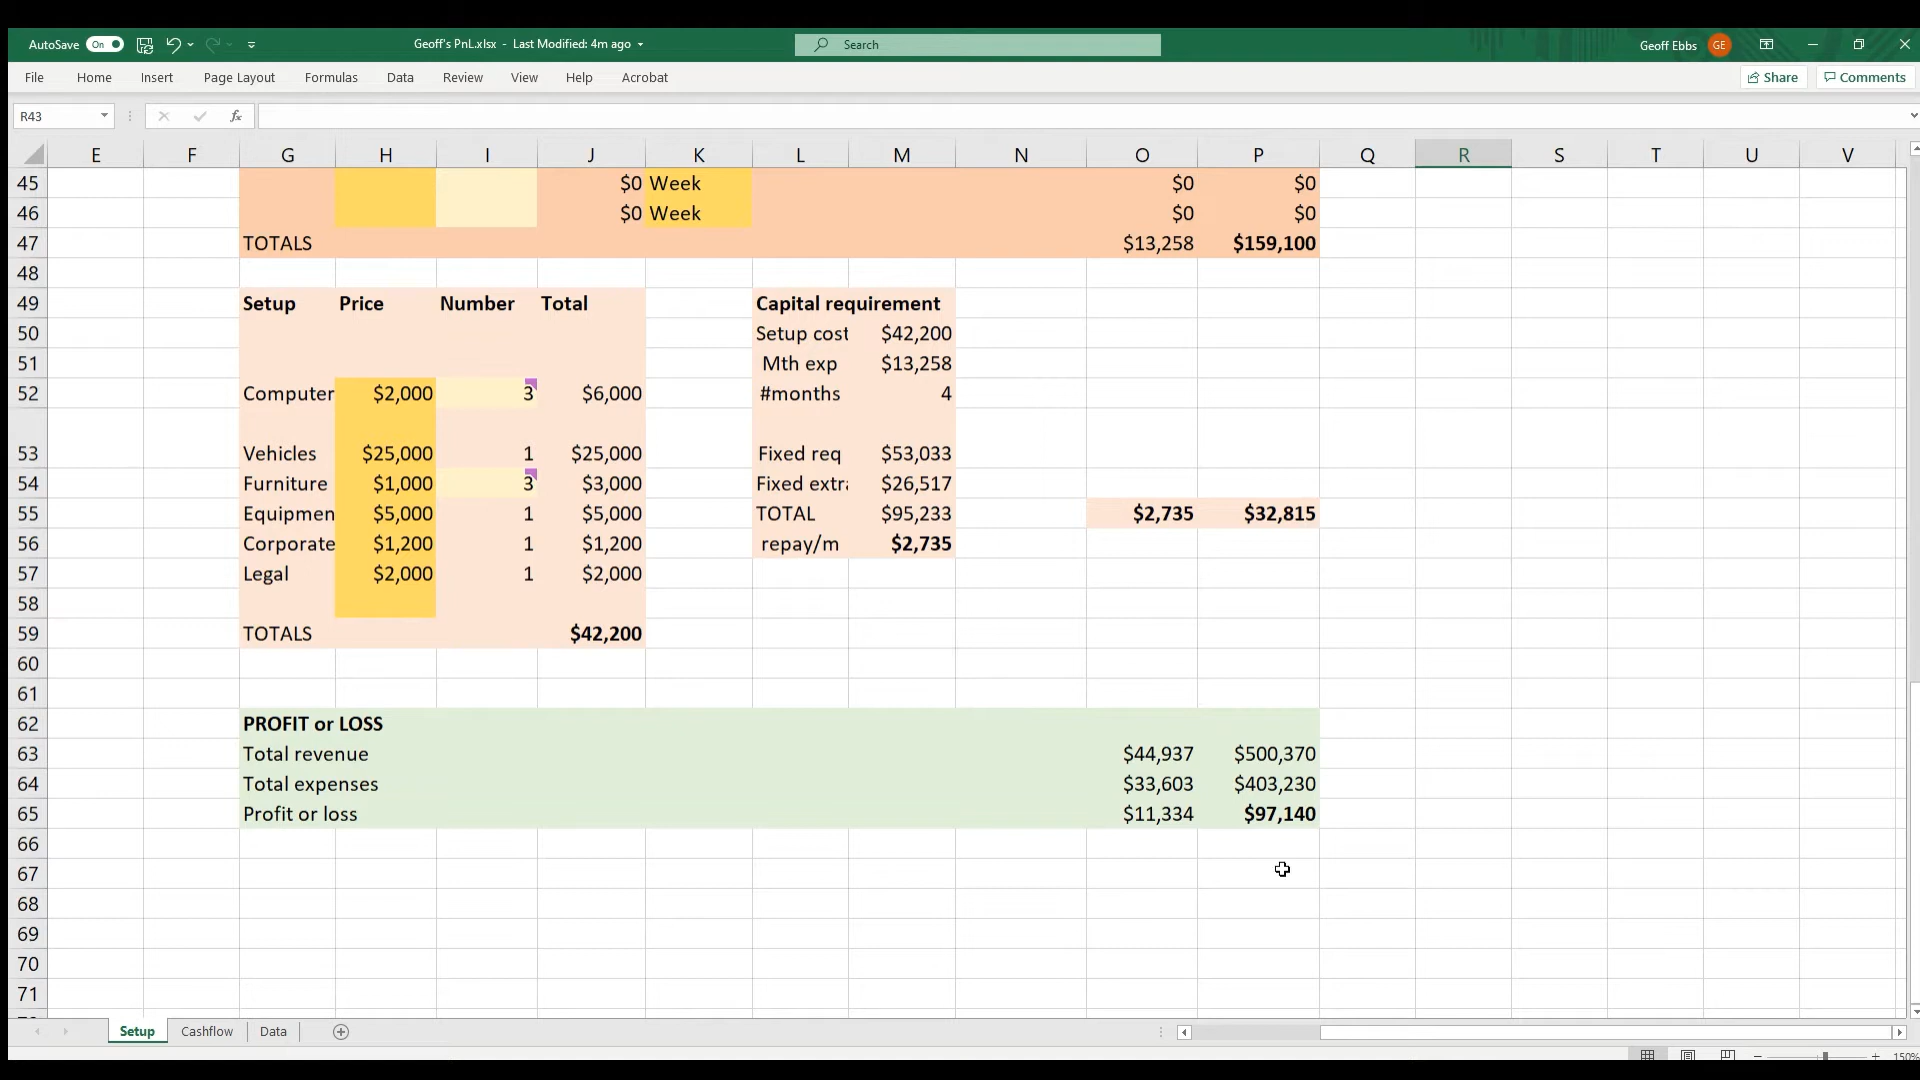 AutoSave On Geoff's PnL.xlsx - Last Modified: 4m ago Search Geoff Ebbs GE
File Home Insert Page Layout Formulas Data Review View Help Acrobat Share Comments
R43 fx
E F G H I J K L M N O P Q R S T U V
45 $0 Week $0 $0
46 $0 Week $0 $0
47 TOTALS $13,258 $159,100
48
49 Setup Price Number Total Capital requirement
50 Setup cost $42,200
51 Mth exp $13,258
52 Computer $2,000 3 $6,000 #months 4
53 Vehicles $25,000 1 $25,000 Fixed req $53,033
54 Furniture $1,000 3 $3,000 Fixed extra $26,517
55 Equipmen $5,000 1 $5,000 TOTAL $95,233 $2,735 $32,815
56 Corporate $1,200 1 $1,200 repay/m $2,735
57 Legal $2,000 1 $2,000
58
59 TOTALS $42,200
60
61
62 PROFIT or LOSS
63 Total revenue $44,937 $500,370
64 Total expenses $33,603 $403,230
65 Profit or loss $11,334 $97,140
66
67
68
69
70
71
Setup Cashflow Data
150%